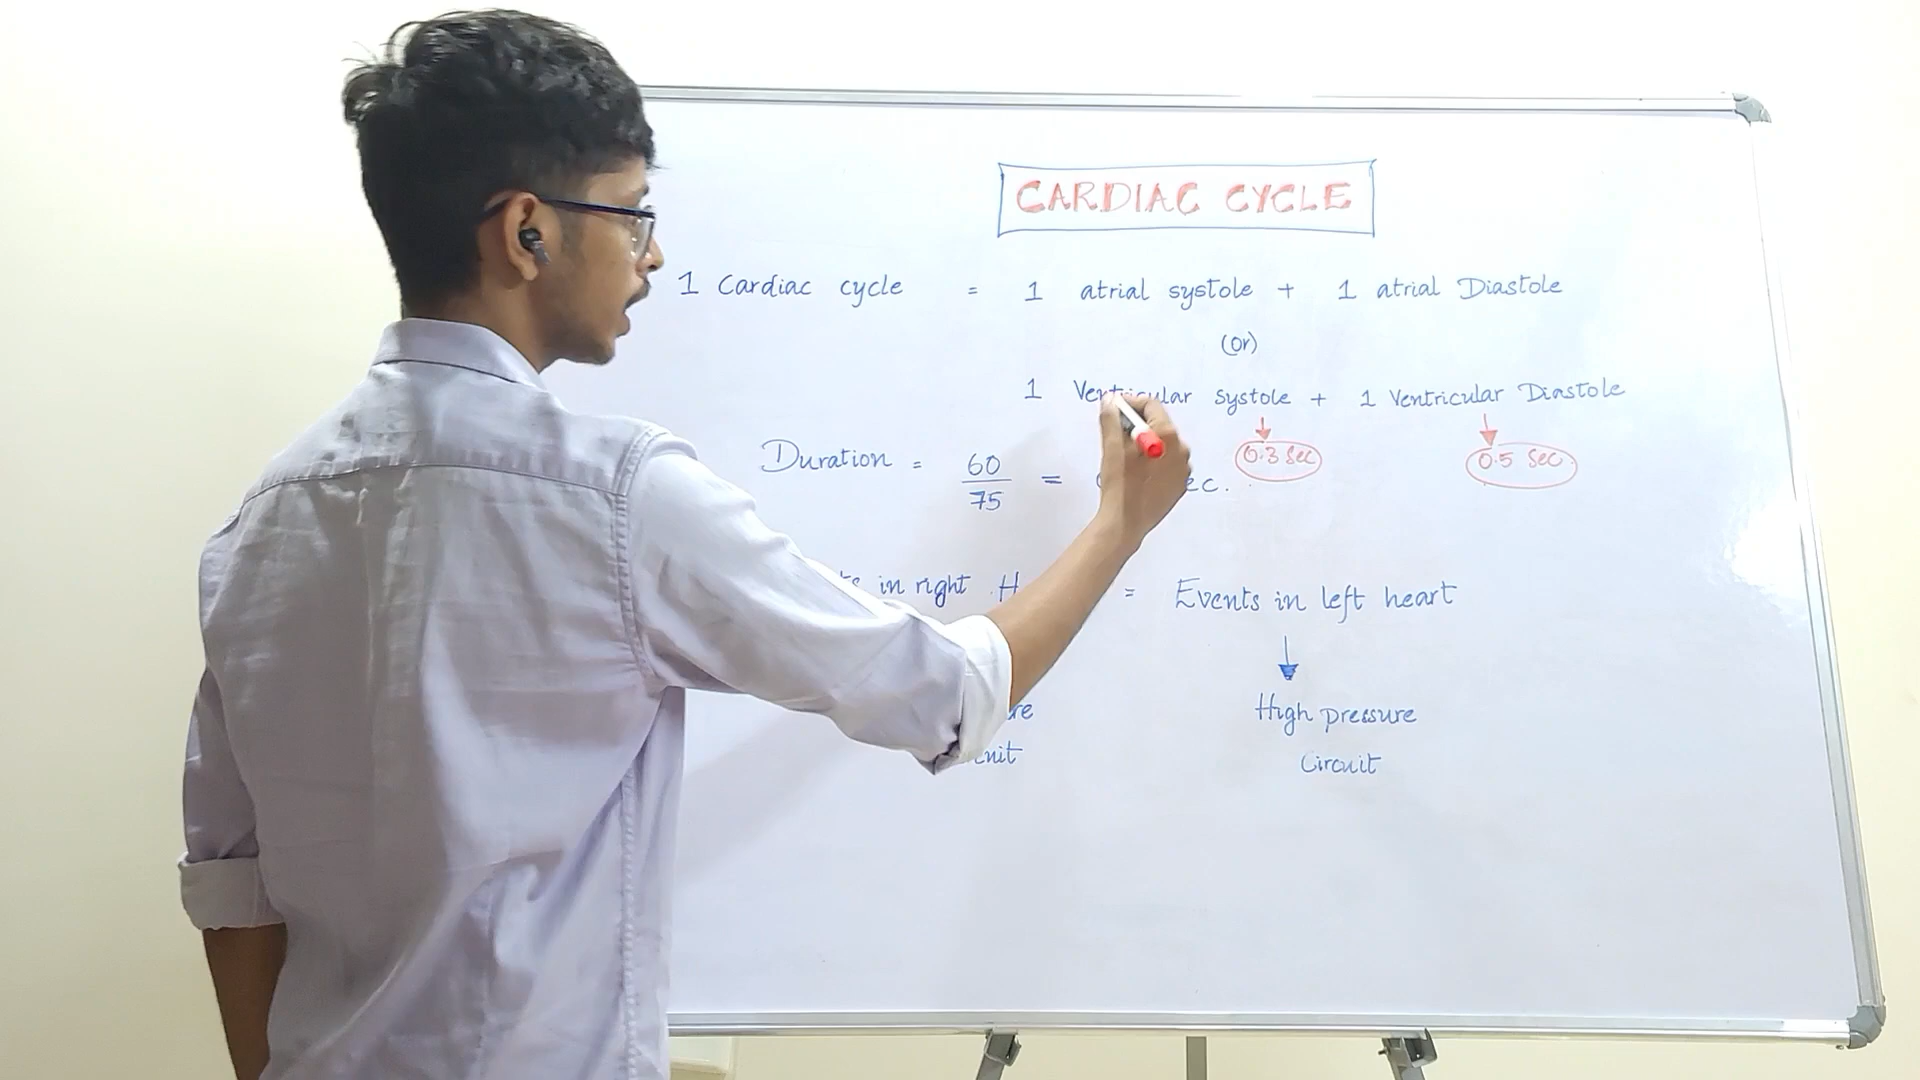 CARDIAC CYCLE
1 Cardiac cycle = 1 atrial systole + 1 atrial Diastole
(or)
1 Ventricular Systole + 1 Ventricular Diastole
0.3 Sec 0.5 Sec.
Duration = 60/75 =
in right = Events in left heart
High pressure
Circuit